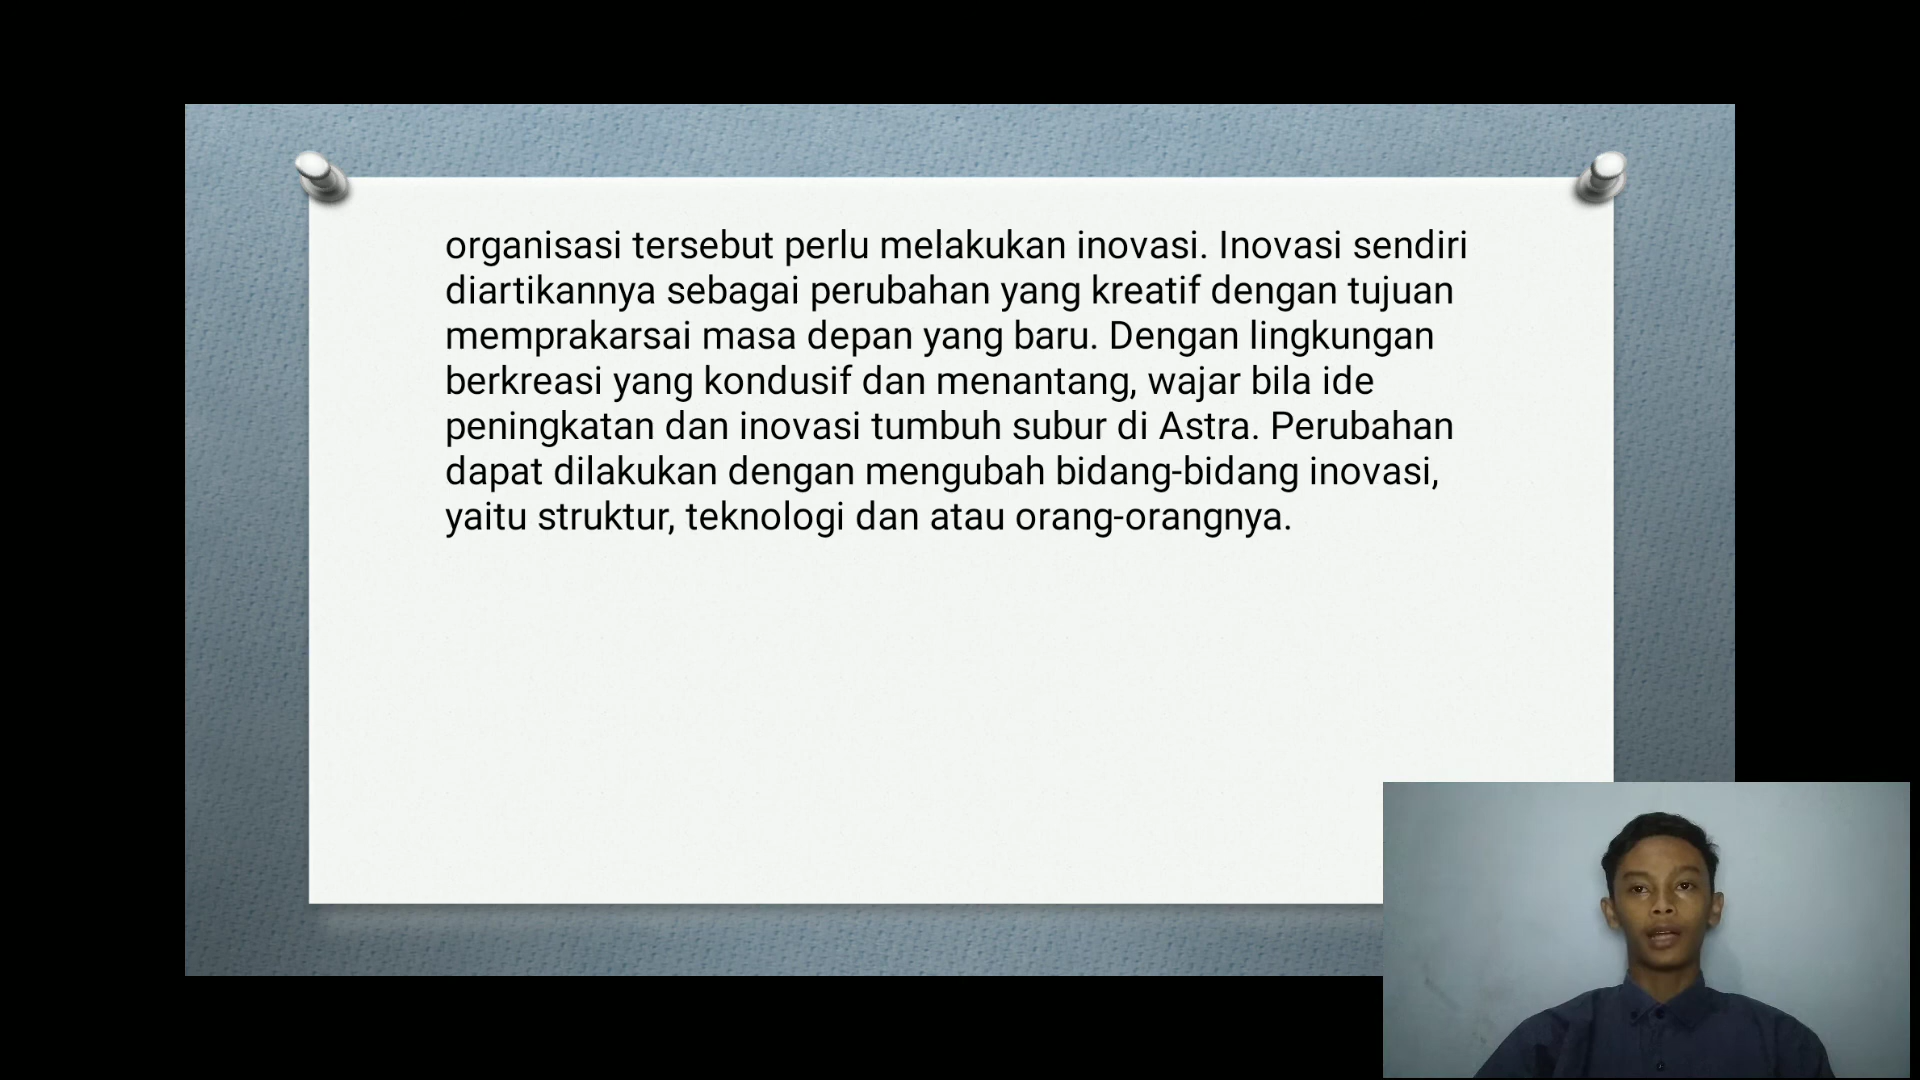 organisasi tersebut perlu melakukan inovasi. Inovasi sendiri
diartikannya sebagai perubahan yang kreatif dengan tujuan
memprakarsai masa depan yang baru. Dengan lingkungan
berkreasi yang kondusif dan menantang, wajar bila ide
peningkatan dan inovasi tumbuh subur di Astra. Perubahan
dapat dilakukan dengan mengubah bidang-bidang inovasi,
yaitu struktur, teknologi dan atau orang-orangnya.